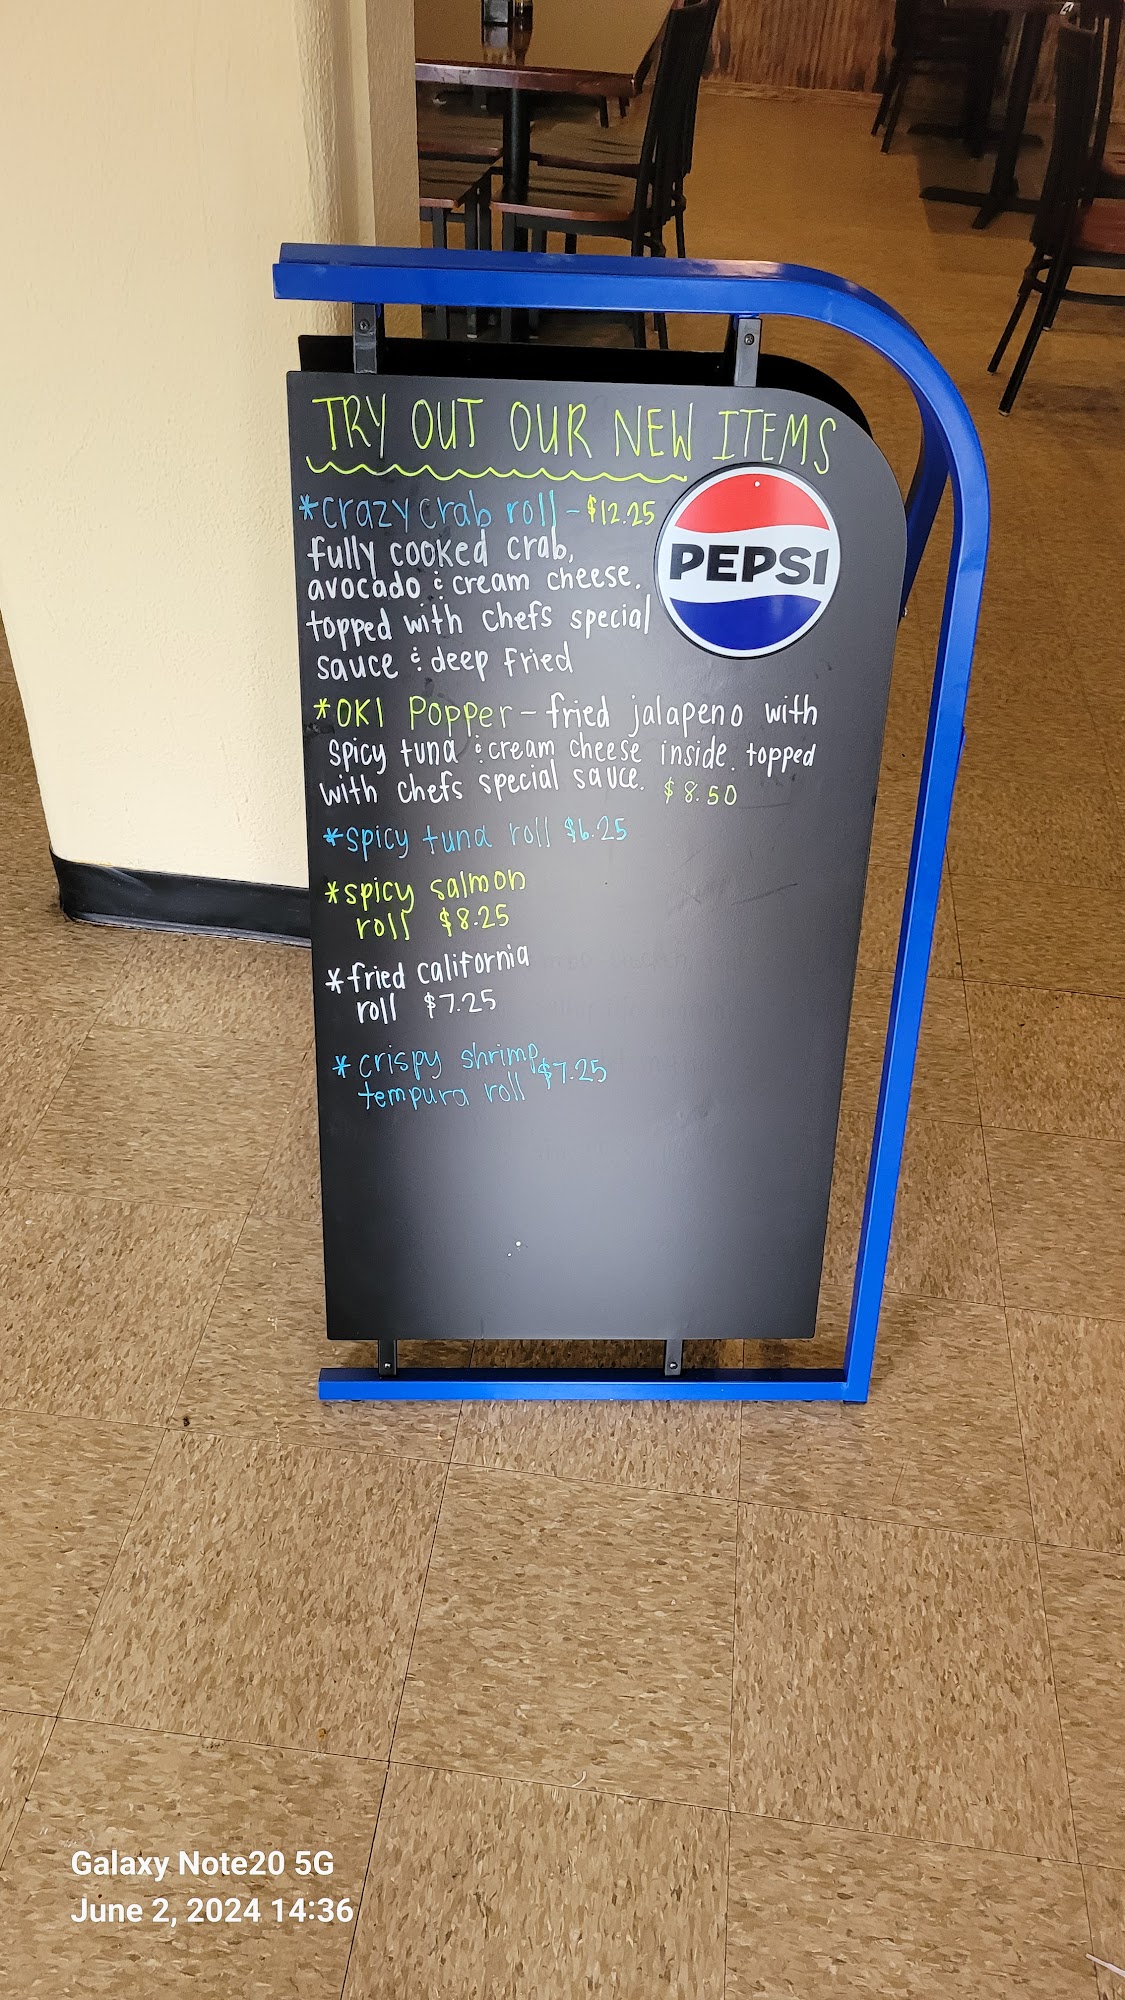 TRY OUT OUR NEW ITEMS
*crazy crab roll - $12.25
PEPSI
fully cooked crab,
avocado & cream cheese.
topped with chefs special
sauce & deep fried
*OKI Popper - fried jalapeno with
spicy tuna & cream cheese inside. topped
with chefs special sauce. $8.50
*spicy tuna roll $6.25
*spicy salmon
roll $8.25
*fried california
roll $7.25
*crispy shrimp
tempura roll $7.25
Galaxy Note20 5G
June 2, 2024 14:36